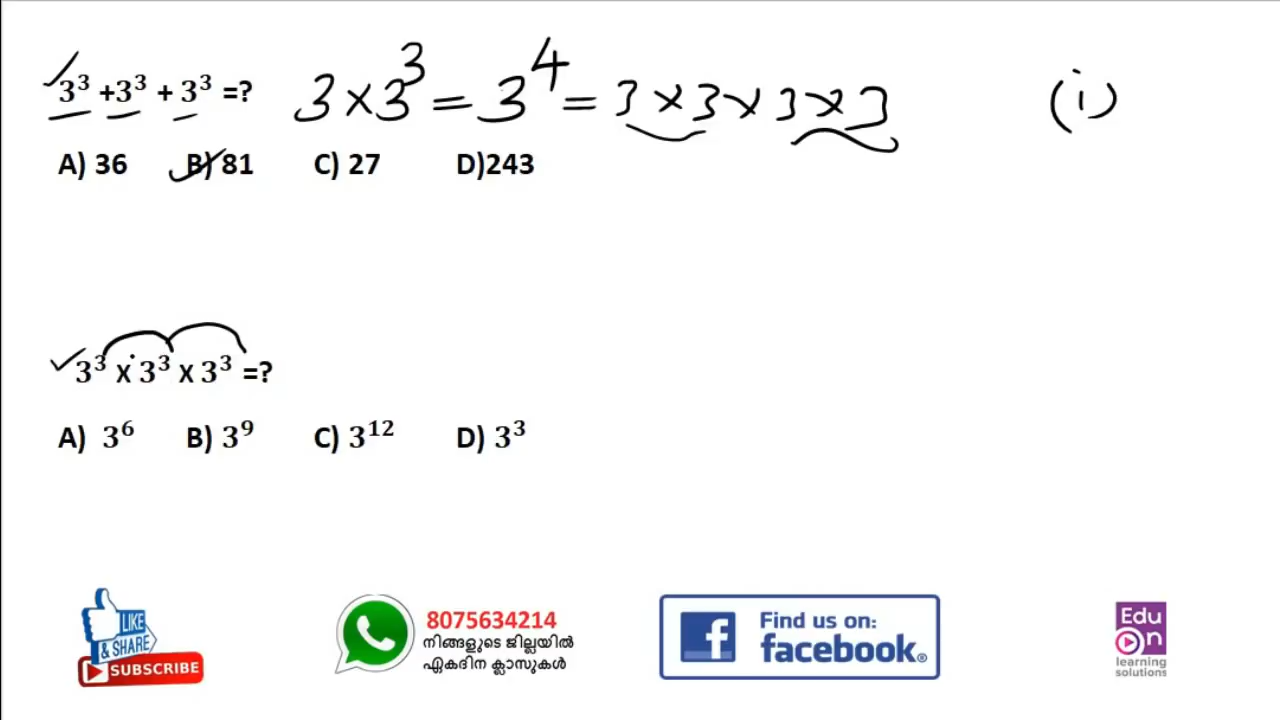 3³ +3³ + 3³ =? 3 × 3³ = 3⁴ = 3 × 3 × 3 × 3 (i)
A) 36 B) 81 C) 27 D)243
3³ X 3³ X 3³ =?
A) 3⁶ B) 3⁹ C) 3¹² D) 3³
LIKE
& SHARE
SUBSCRIBE
8075634214
നിങ്ങളുടെ ജില്ലയിൽ
ഏകദിന ക്ലാസുകൾ
Find us on:
facebook®
Edu
On
learning
solutions